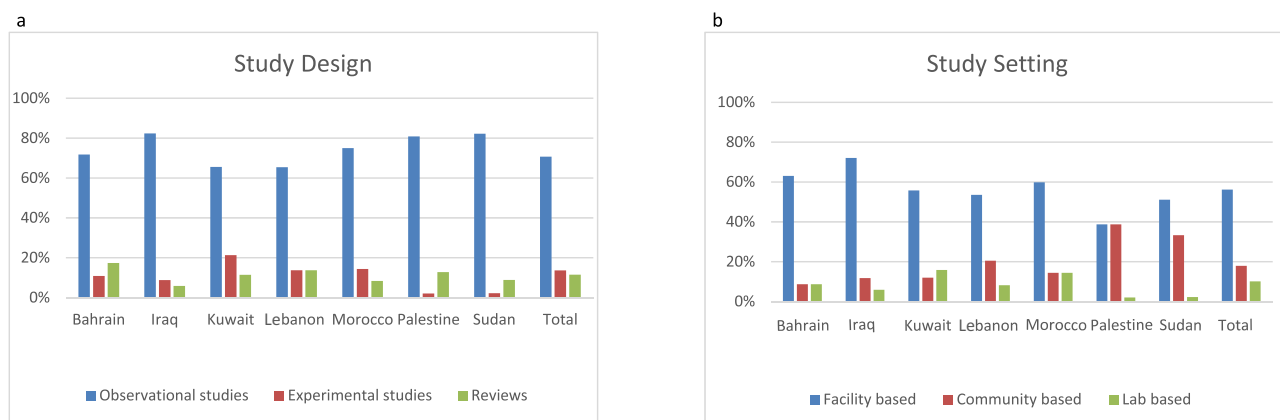 a
Study Design
100%
80%
60%
40%
20%
0%
Bahrain Iraq Kuwait Lebanon Morocco Palestine Sudan Total
Observational studies Experimental studies Reviews
b
Study Setting
100%
80%
60%
40%
20%
0%
Bahrain Iraq Kuwait Lebanon Morocco Palestine Sudan Total
Facility based Community based Lab based